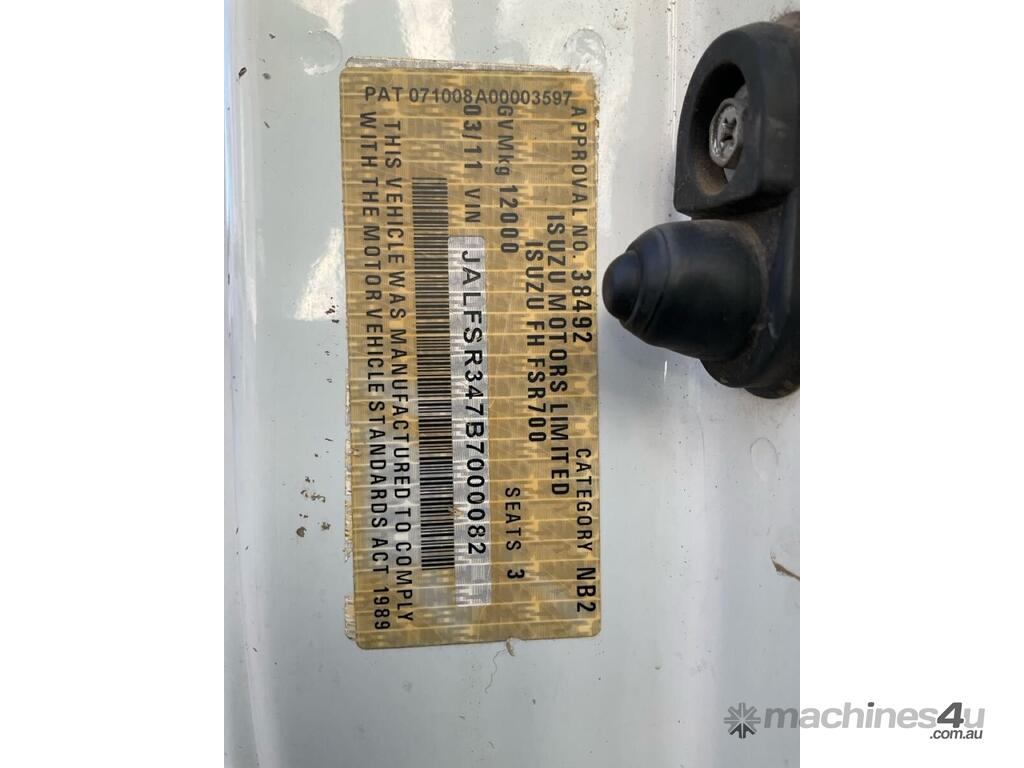 PAT 071008A00003597
APPROVAL NO. 38492 CATEGORY NB2
ISUZU MOTORS LIMITED
ISUZU FH FSR700
GVMkg 12000 SEATS 3
03/11 VIN JALFSR347B7000082
THIS VEHICLE WAS MANUFACTURED TO COMPLY
WITH THE MOTOR VEHICLE STANDARDS ACT 1989
machines4u
.com.au